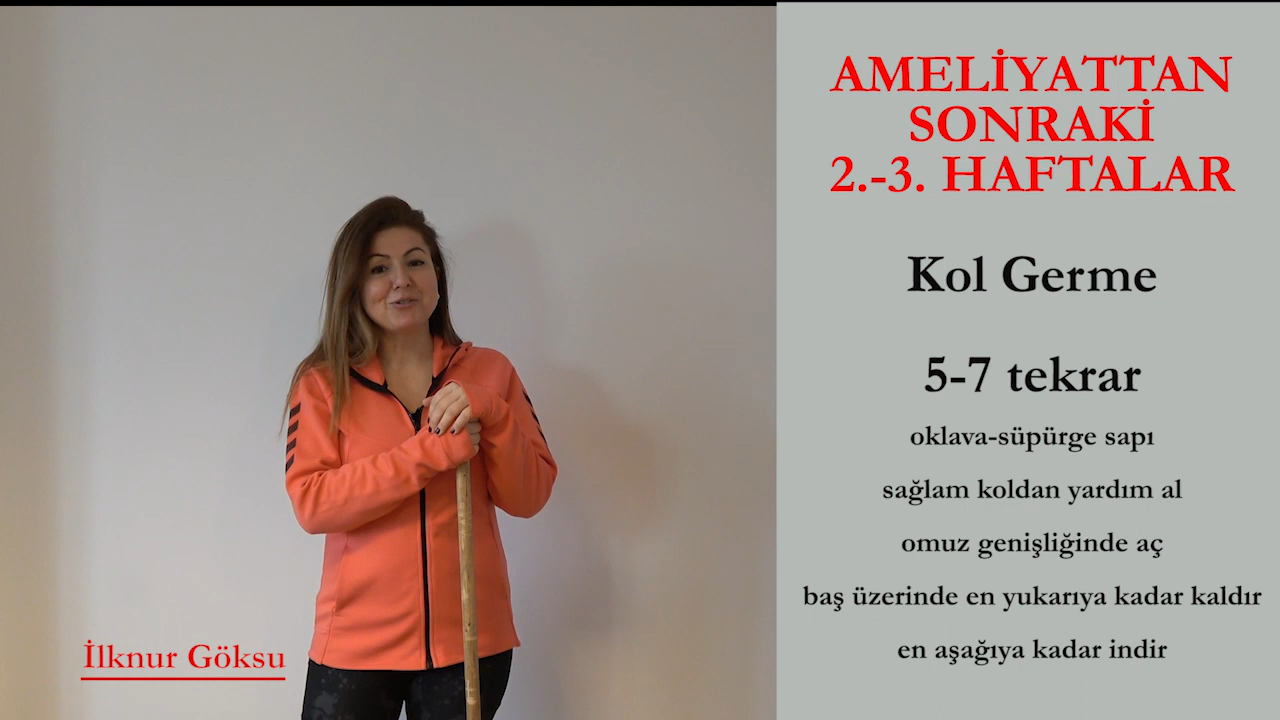 AMELİYATTAN
SONRAKİ
2.-3. HAFTALAR
Kol Germe
5-7 tekrar
oklava-süpürge sapı
sağlam koldan yardım al
omuz genişliğinde aç
baş üzerinde en yukarıya kadar kaldır
en aşağıya kadar indir
İlknur Göksu